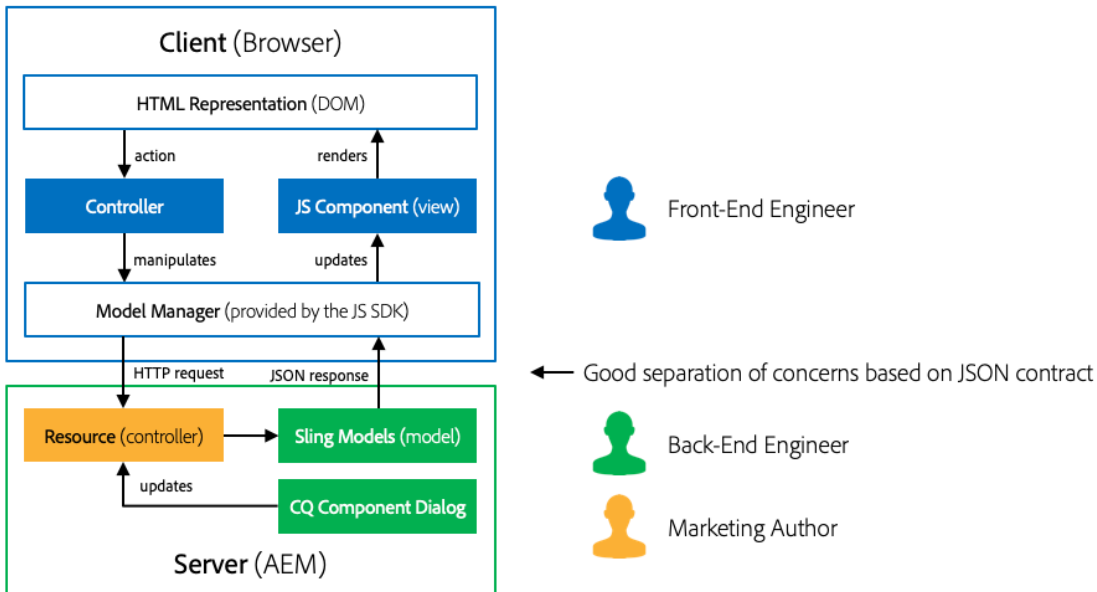 Client (Browser)
HTML Representation (DOM)
action
renders
Controller
JS Component (view)
Front-End Engineer
manipulates
updates
Model Manager (provided by the JS SDK)
HTTP request
JSON response
Good separation of concerns based on JSON contract
Resource (controller)
Sling Models (model)
Back-End Engineer
updates
CQ Component Dialog
Marketing Author
Server (AEM)